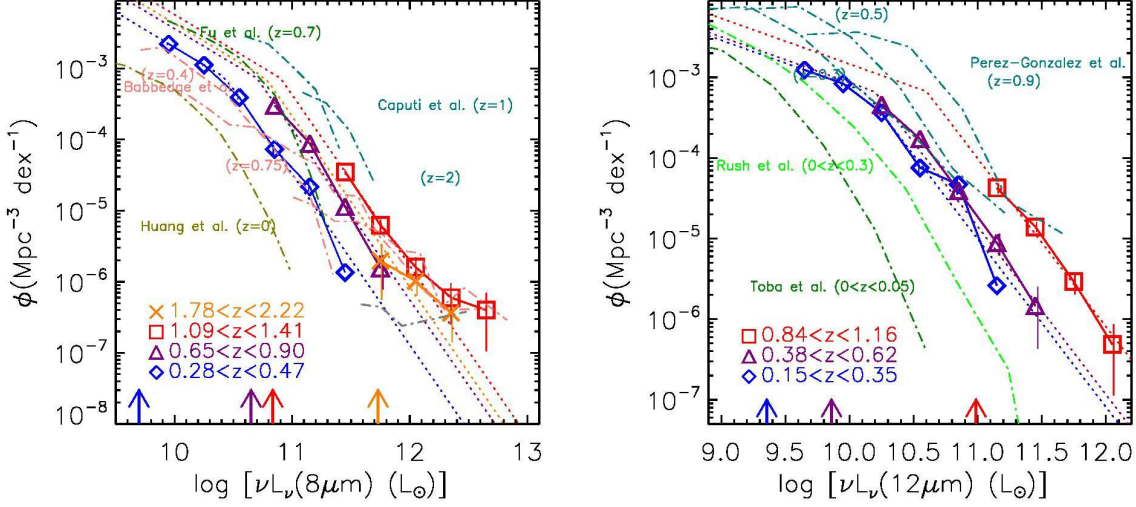 Fu et al. (z=0.7)
(z=0.4)
Babbedge et a
Caputi et al. (z=1)
(z=0.75)
(z=2)
Huang et al. (z=0)
1.78<z<2.22
1.09<z<1.41
0.65<z<0.90
0.28<z<0.47
10⁻³
10⁻⁴
10⁻⁵
10⁻⁶
10⁻⁷
10⁻⁸
ϕ(Mpc⁻³ dex⁻¹)
10 11 12 13
log [νLν(8μm) (L⊙)]
(z=0.5)
Perez-Gonzalez et al.
(z=0.9)
Rush et al. (0<z<0.3)
Toba et al. (0<z<0.05)
0.84<z<1.16
0.38<z<0.62
0.15<z<0.35
10⁻³
10⁻⁴
10⁻⁵
10⁻⁶
10⁻⁷
ϕ(Mpc⁻³ dex⁻¹)
9.0 9.5 10.0 10.5 11.0 11.5 12.0
log [νLν(12μm) (L⊙)]